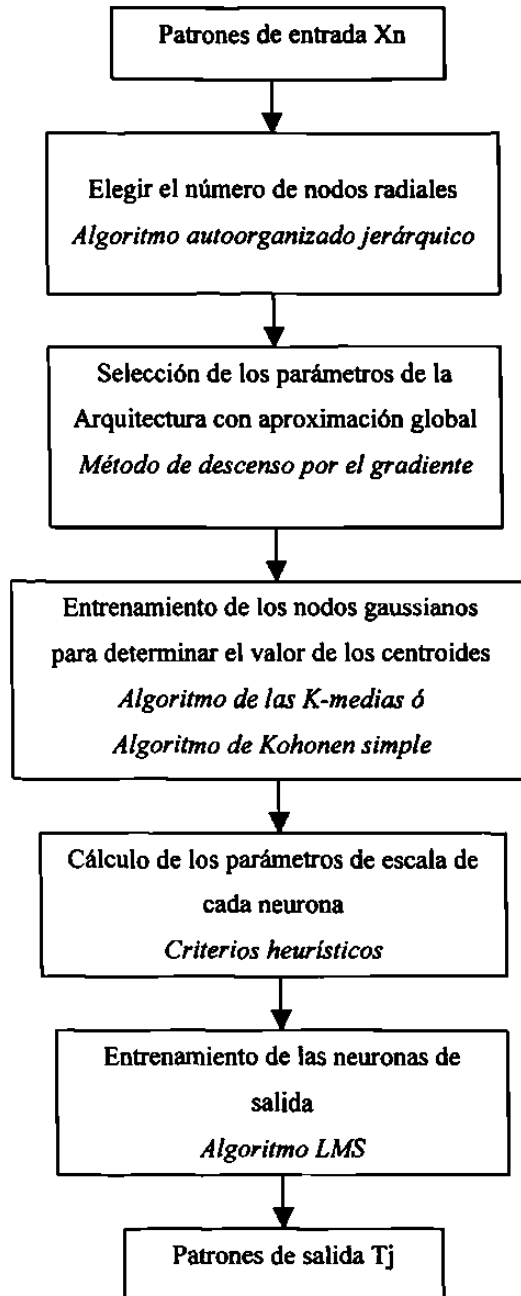 Patrones de entrada Xn
Elegir el número de nodos radiales
Algoritmo autoorganizado jerárquico
Selección de los parámetros de la
Arquitectura con aproximación global
Método de descenso por el gradiente
Entrenamiento de los nodos gaussianos
para determinar el valor de los centroides
Algoritmo de las K-medias ó
Algoritmo de Kohonen simple
Cálculo de los parámetros de escala de
cada neurona
Criterios heurísticos
Entrenamiento de las neuronas de
salida
Algoritmo LMS
Patrones de salida Tj